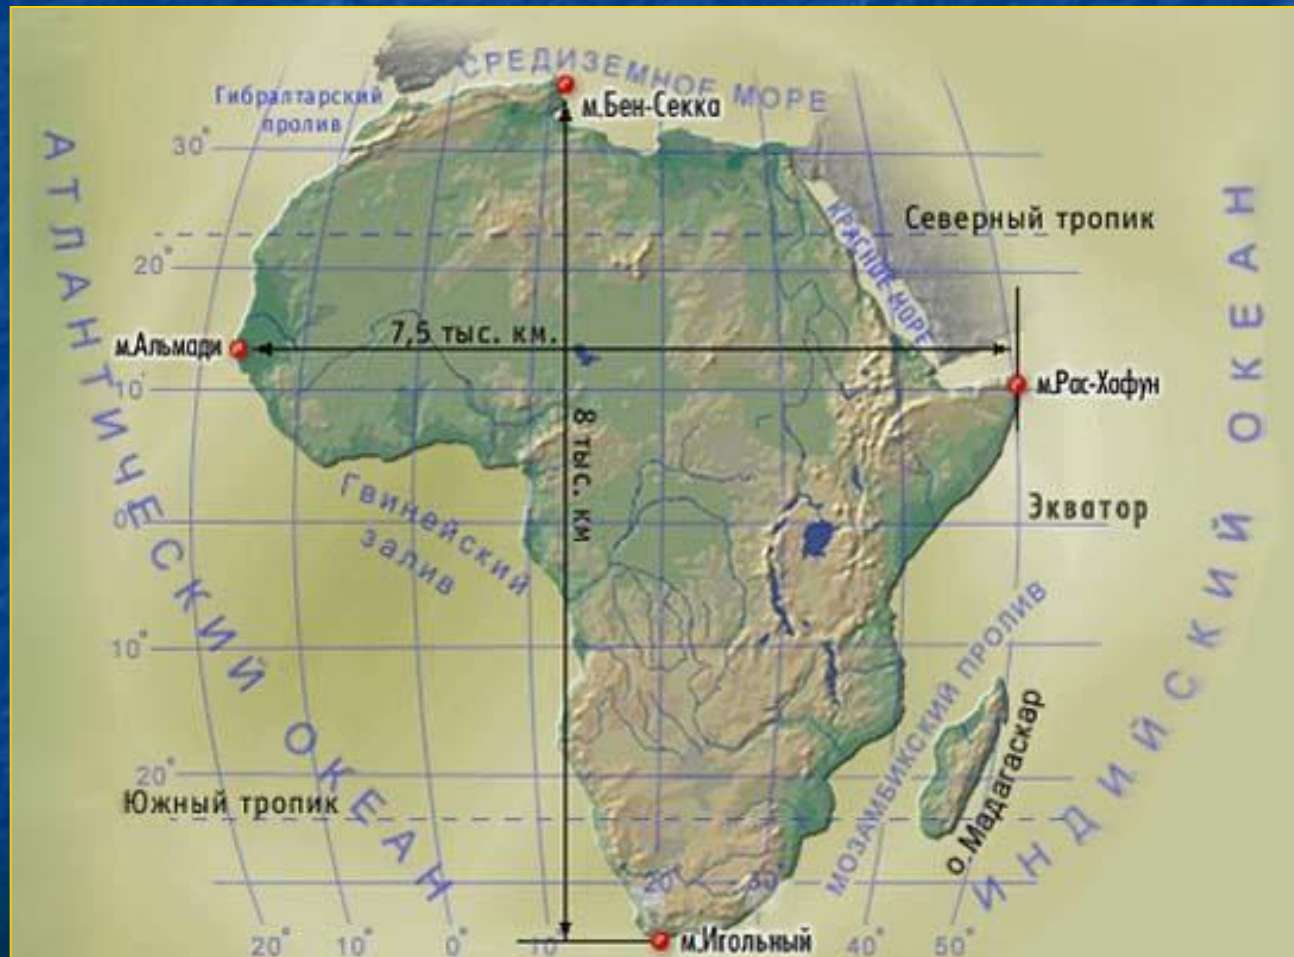 СРЕДИЗЕМНОЕ МОРЕ
Гибралтарский
пролив
м.Бен-Секка
АТЛАНТИЧЕСКИЙ ОКЕАН
30°
КРАСНОЕ МОРЕ
Северный тропик
ИНДИЙСКИЙ ОКЕАН
20°
7,5 тыс. км.
м.Альмади
10°
м.Рас-Хафун
8 тыс. км
Гвинейский
залив
0°
Экватор
10°
МОЗАМБИКСКИЙ ПРОЛИВ
о.Мадагаскар
20°
Южный тропик
20° 30°
м.Игольный
20° 10° 0° 10° 40° 50°